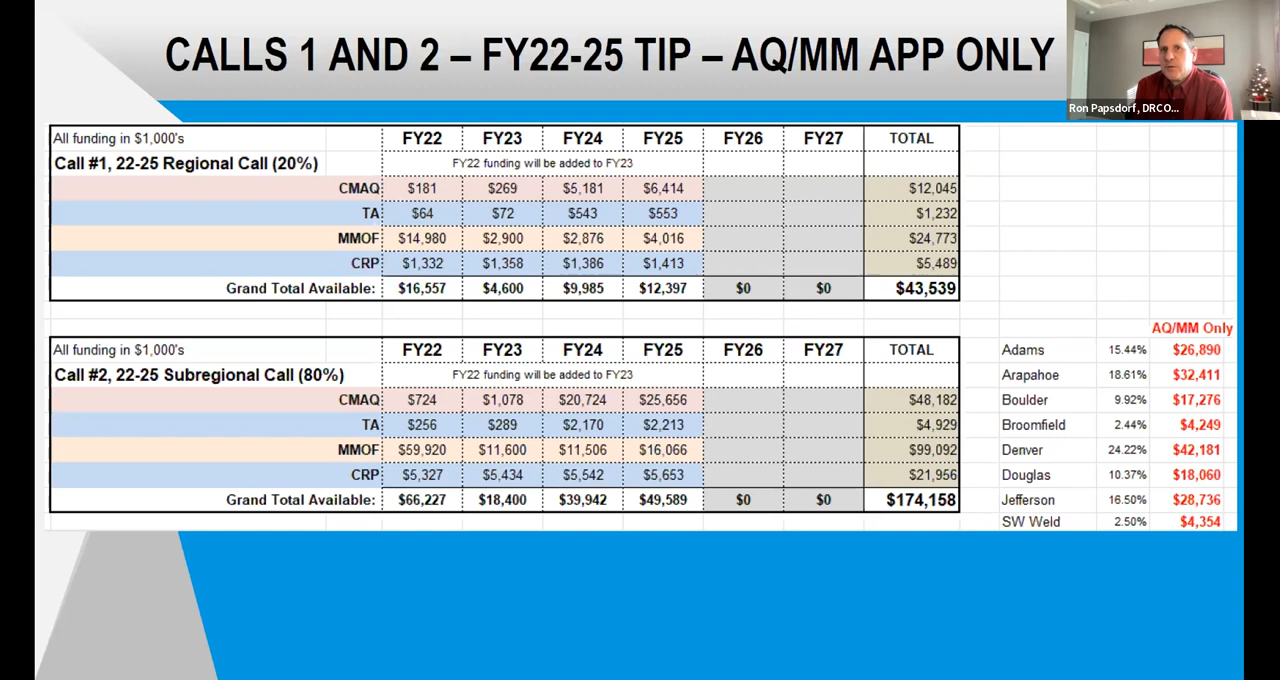 CALLS 1 AND 2 – FY22-25 TIP – AQ/MM APP ONLY
Ron Papsdorf, DRCO...
All funding in $1,000's FY22 FY23 FY24 FY25 FY26 FY27 TOTAL
Call #1, 22-25 Regional Call (20%) FY22 funding will be added to FY23
CMAQ $181 $269 $5,181 $6,414 $12,045
TA $64 $72 $543 $553 $1,232
MMOF $14,980 $2,900 $2,876 $4,016 $24,773
CRP $1,332 $1,358 $1,386 $1,413 $5,489
Grand Total Available: $16,557 $4,600 $9,985 $12,397 $0 $0 $43,539
All funding in $1,000's FY22 FY23 FY24 FY25 FY26 FY27 TOTAL
Call #2, 22-25 Subregional Call (80%) FY22 funding will be added to FY23
CMAQ $724 $1,078 $20,724 $25,656 $48,182
TA $256 $289 $2,170 $2,213 $4,929
MMOF $59,920 $11,600 $11,506 $16,066 $99,092
CRP $5,327 $5,434 $5,542 $5,653 $21,956
Grand Total Available: $66,227 $18,400 $39,942 $49,589 $0 $0 $174,158
AQ/MM Only
Adams 15.44% $26,890
Arapahoe 18.61% $32,411
Boulder 9.92% $17,276
Broomfield 2.44% $4,249
Denver 24.22% $42,181
Douglas 10.37% $18,060
Jefferson 16.50% $28,736
SW Weld 2.50% $4,354